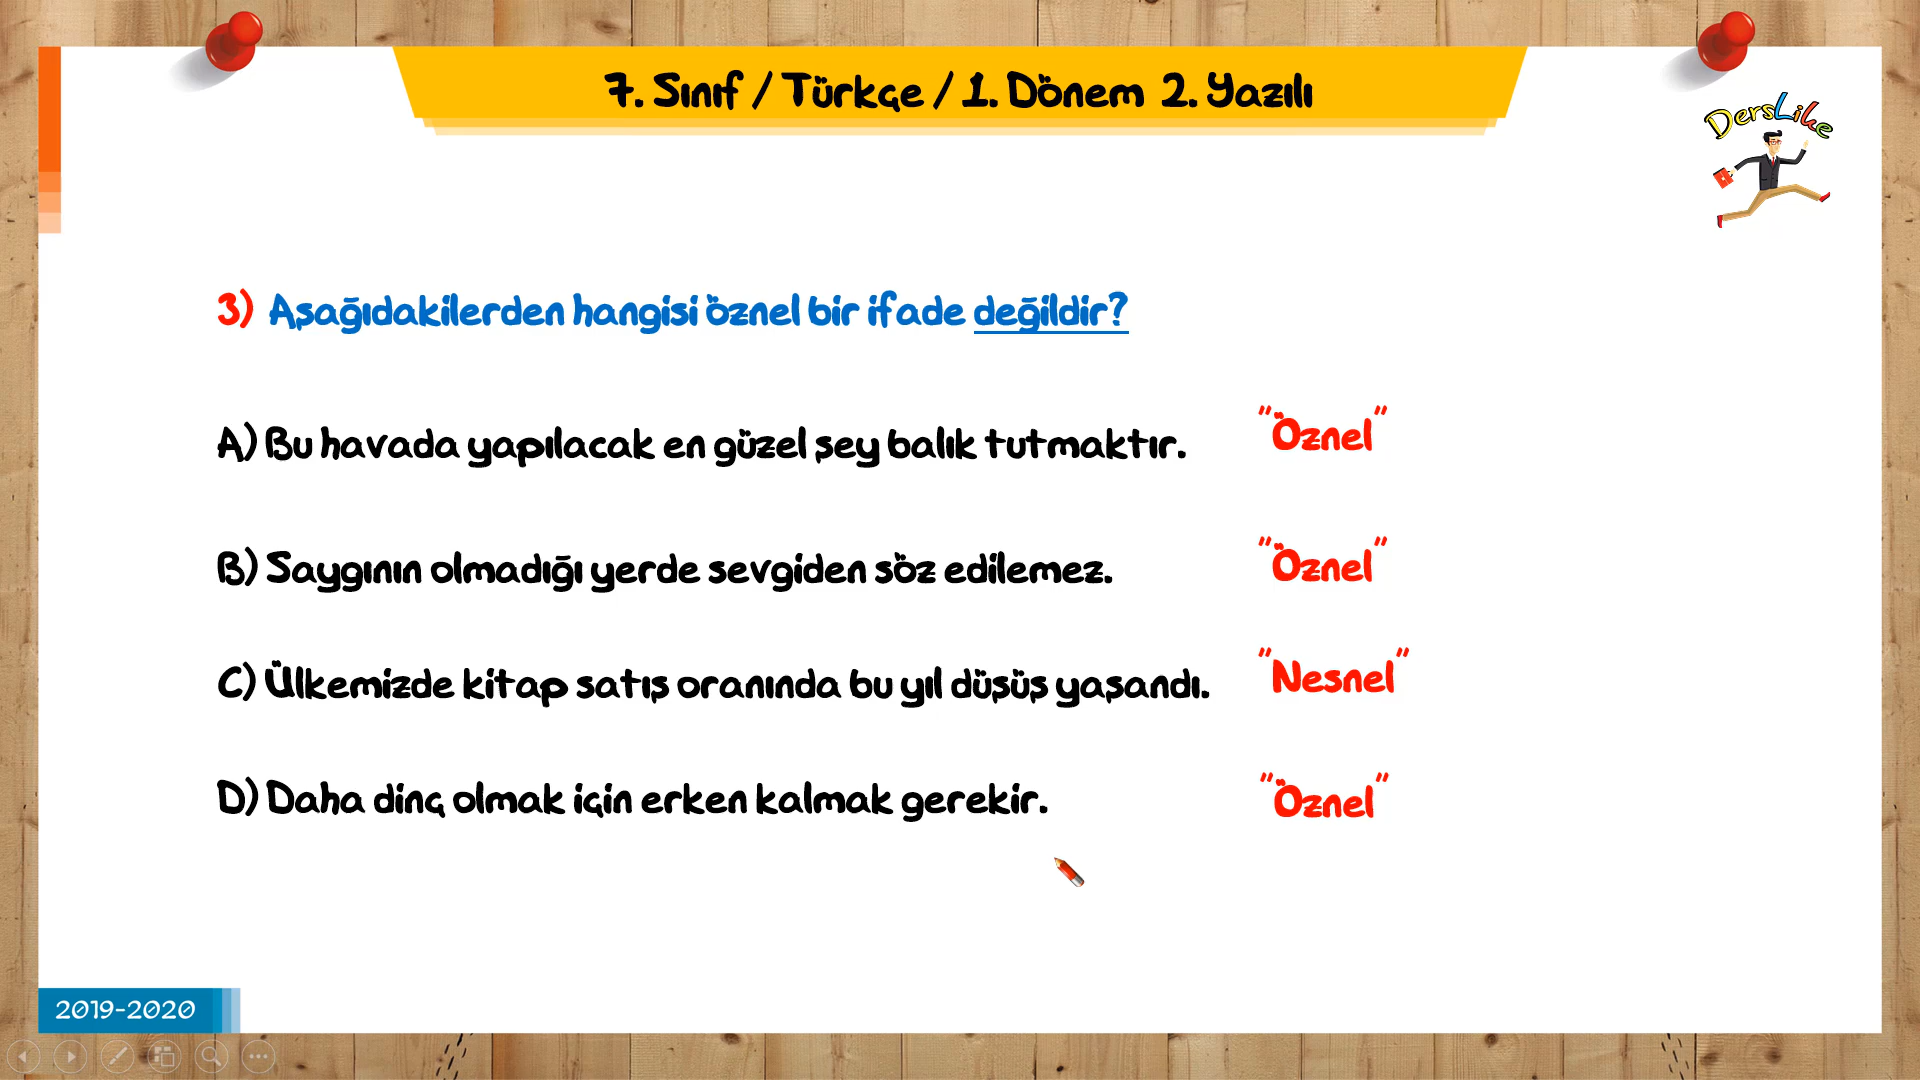 7. Sınıf / Türkçe / 1. Dönem 2. Yazılı
DersLike
3) Aşağıdakilerden hangisi öznel bir ifade değildir?
A) Bu havada yapılacak en güzel şey balık tutmaktır. "Öznel"
B) Saygının olmadığı yerde sevgiden söz edilemez. "Öznel"
C) Ülkemizde kitap satış oranında bu yıl düşüş yaşandı. "Nesnel"
D) Daha dinç olmak için erken kalmak gerekir. "Öznel"
2019-2020